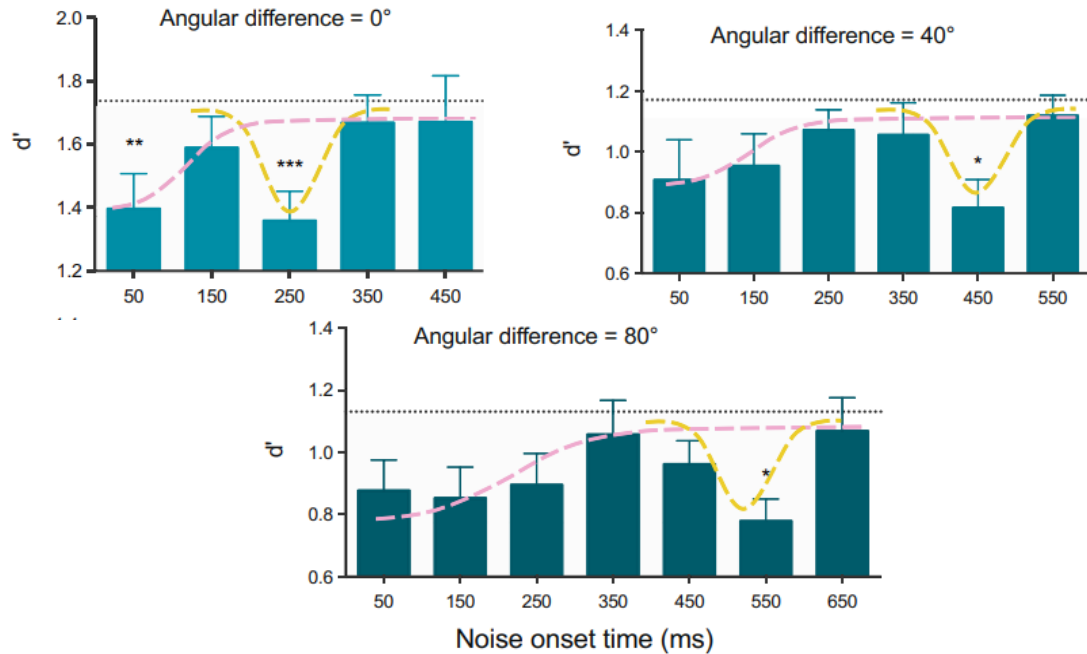 Angular difference = 0°
2.0
1.8
1.6
1.4
1.2
d'
**
***
50 150 250 350 450
Angular difference = 40°
1.4
1.2
1.0
0.8
0.6
d'
*
50 150 250 350 450 550
Angular difference = 80°
1.4
1.2
1.0
0.8
0.6
d'
*
50 150 250 350 450 550 650
Noise onset time (ms)